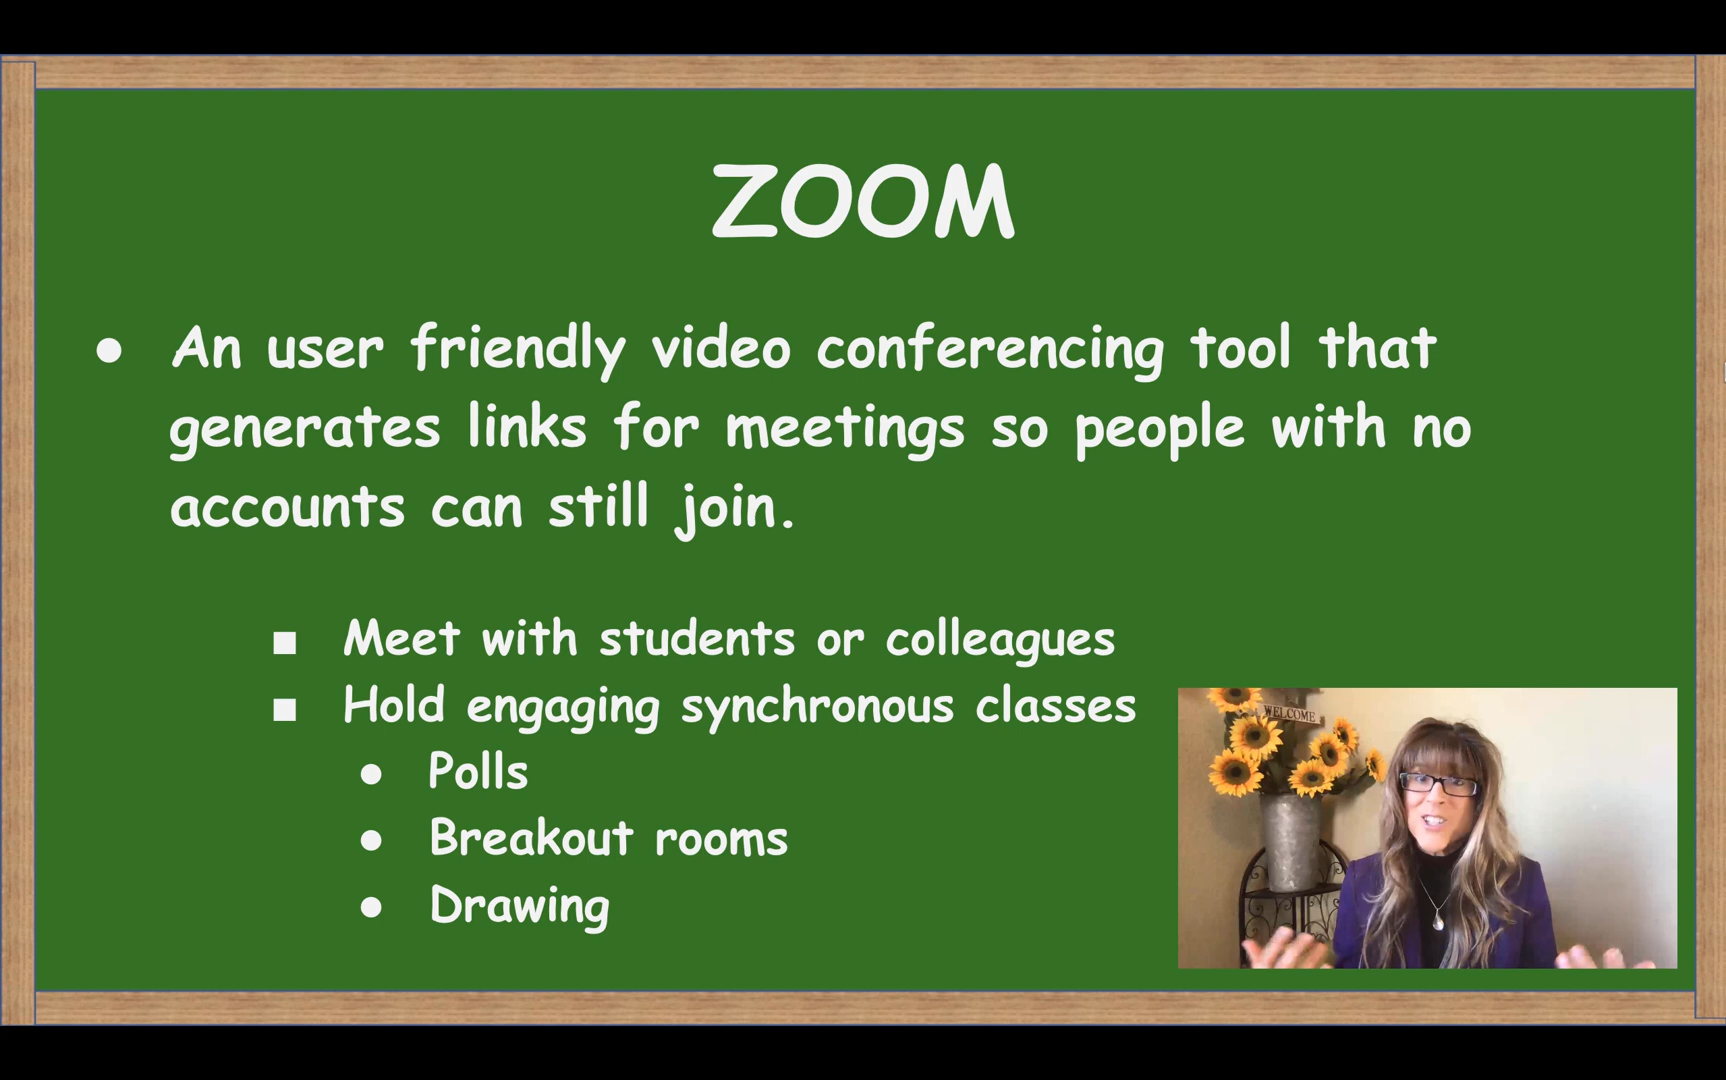 ZOOM
● An user friendly video conferencing tool that
generates links for meetings so people with no
accounts can still join.
■ Meet with students or colleagues
■ Hold engaging synchronous classes
● Polls
● Breakout rooms
● Drawing
WELCOME